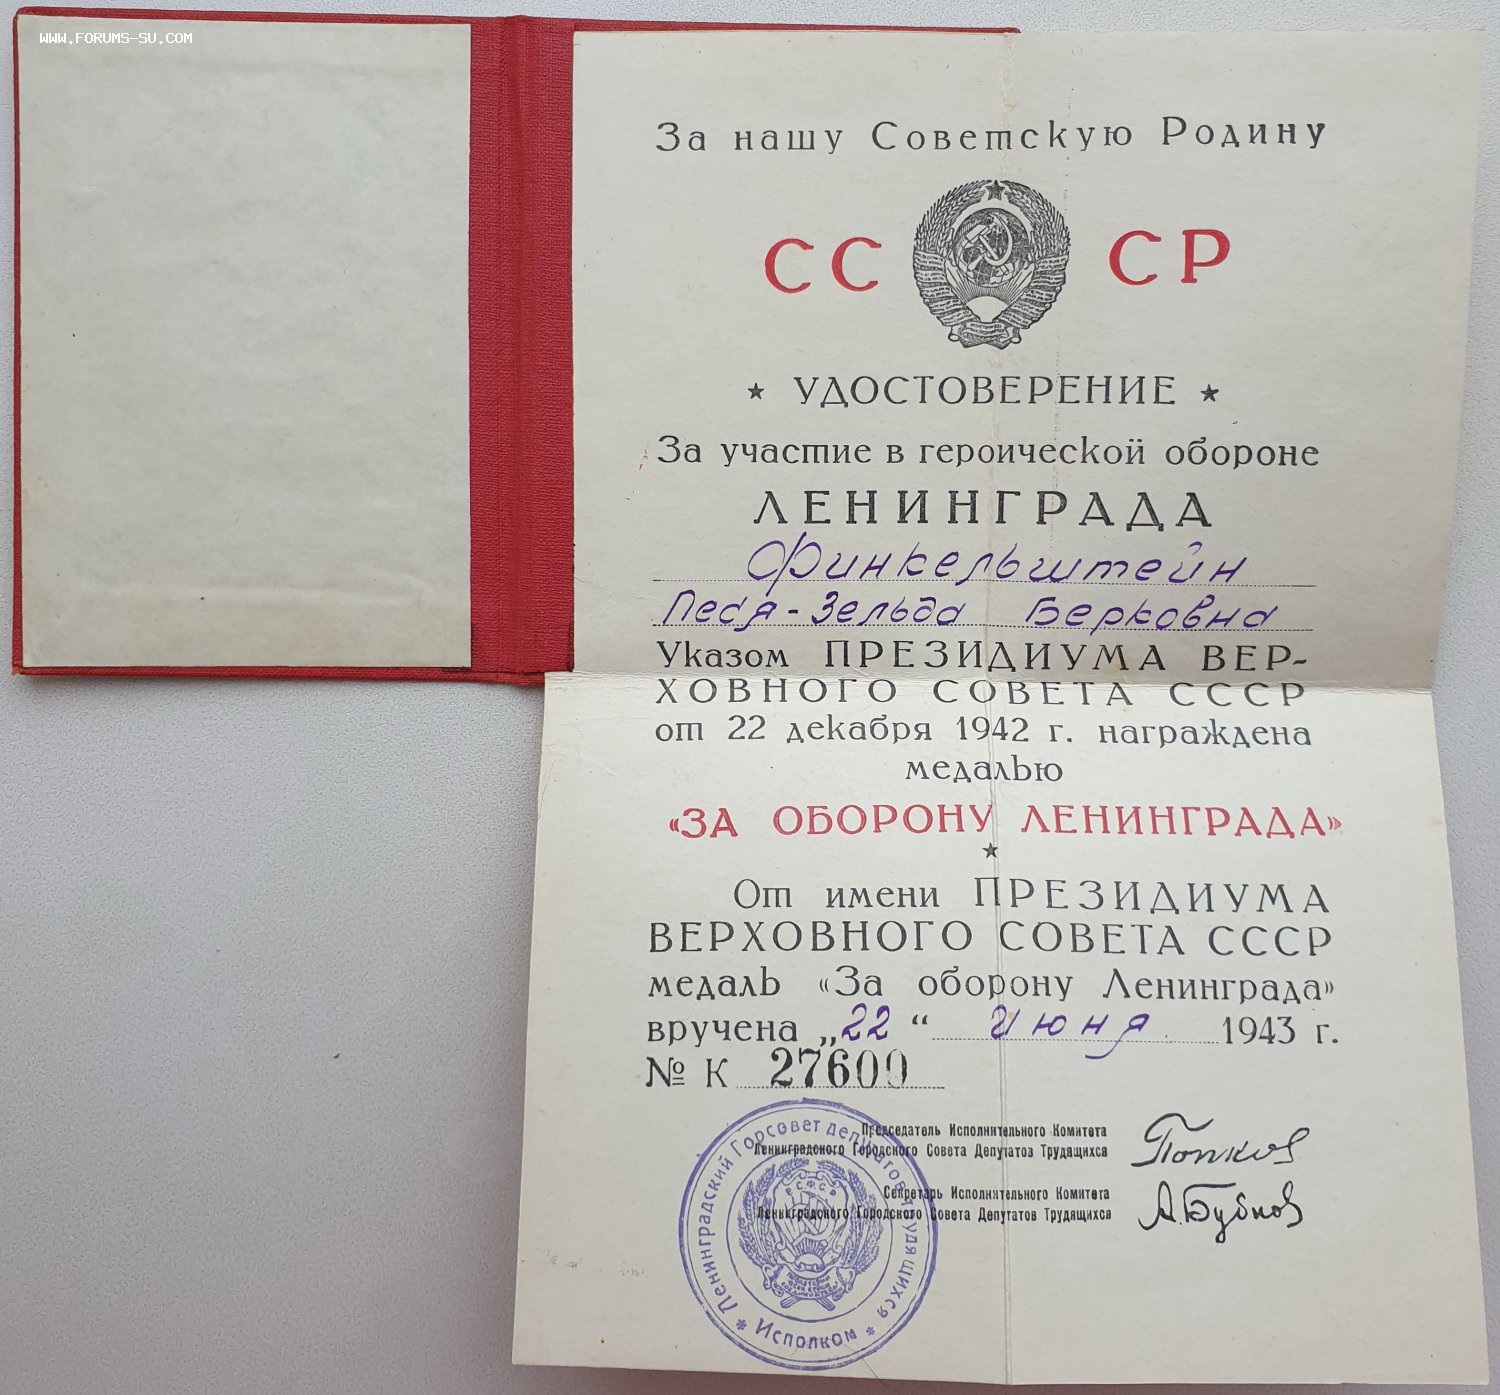 WWW.FORUMS-SU.COM
За нашу Советскую Родину
СССР
УДОСТОВЕРЕНИЕ
За участие в героической обороне
ЛЕНИНГРАДА
Финкельштейн
Песя-Зельда Берковна
Указом ПРЕЗИДИУМА ВЕР-
ХОВНОГО СОВЕТА СССР
от 22 декабря 1942 г. награждена
медалью
«ЗА ОБОРОНУ ЛЕНИНГРАДА»
От имени ПРЕЗИДИУМА
ВЕРХОВНОГО СОВЕТА СССР
медаль «За оборону Ленинграда»
вручена „22“ июня 1943 г.
№ К 27600
Председатель Исполнительного Комитета
Ленинградского Городского Совета Депутатов Трудящихся
Попков
Секретарь Исполнительного Комитета
Ленинградского Городского Совета Депутатов Трудящихся
А. Бубнов
Ленинградский Горсовет депутатов трудящихся
Исполком
РСФСР